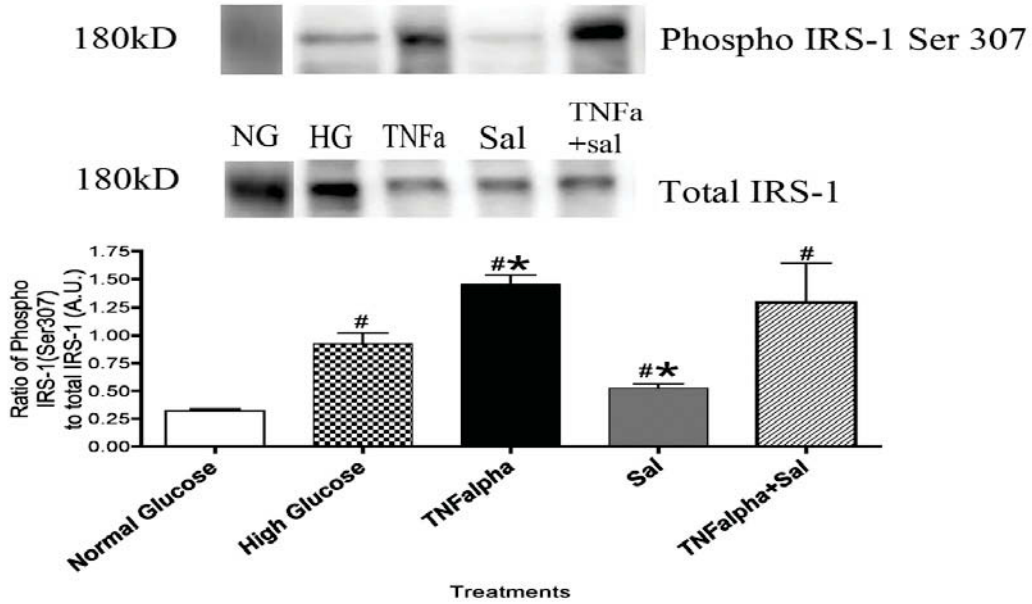 180kD Phospho IRS-1 Ser 307
NG HG TNFa Sal TNFa
+sal
180kD Total IRS-1
Ratio of Phospho
IRS-1(Ser307)
to total IRS-1 (A.U.)
1.75
1.50
1.25
1.00
0.75
0.50
0.25
0.00
#
#*
#*
#
Normal Glucose
High Glucose
TNFalpha
Sal
TNFalpha+Sal
Treatments